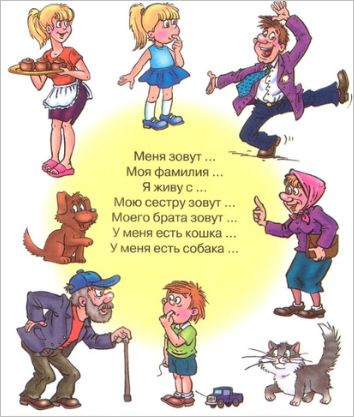 Меня зовут ...
Моя фамилия ...
Я живу с ...
Мою сестру зовут ...
Моего брата зовут ...
У меня есть кошка ...
У меня есть собака ...